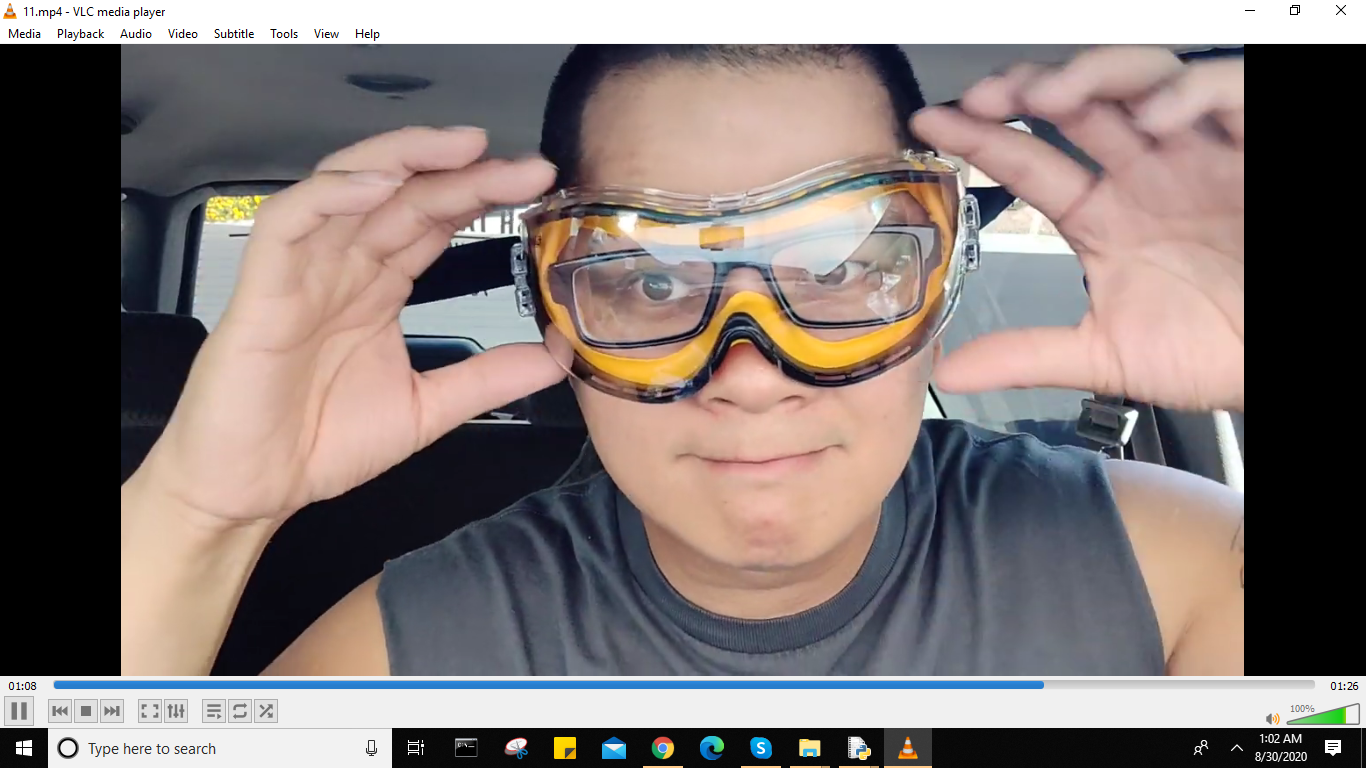 11.mp4 - VLC media player
Media Playback Audio Video Subtitle Tools View Help
01:08
01:26
100%
Type here to search
1:02 AM
8/30/2020